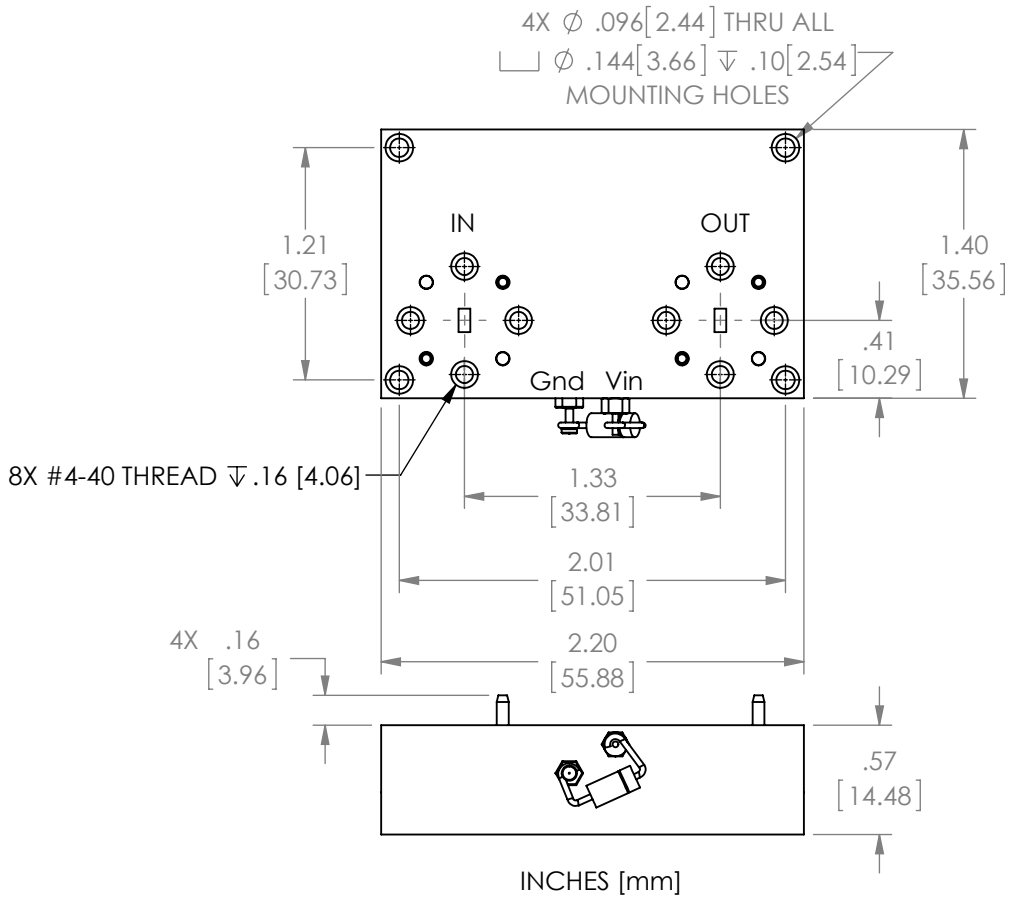 4X ∅ .096[2.44] THRU ALL
⌴ ∅ .144[3.66] ↧ .10[2.54]
MOUNTING HOLES
IN
OUT
1.21
[30.73]
1.40
[35.56]
.41
[10.29]
Gnd
Vin
8X #4-40 THREAD ↧ .16 [4.06]
1.33
[33.81]
2.01
[51.05]
4X .16
[3.96]
2.20
[55.88]
.57
[14.48]
INCHES [mm]